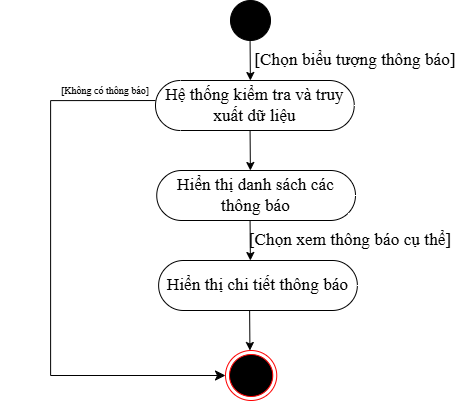 [Chọn biểu tượng thông báo]
[Không có thông báo]
Hệ thống kiểm tra và truy
xuất dữ liệu
Hiển thị danh sách các
thông báo
[Chọn xem thông báo cụ thể]
Hiển thị chi tiết thông báo